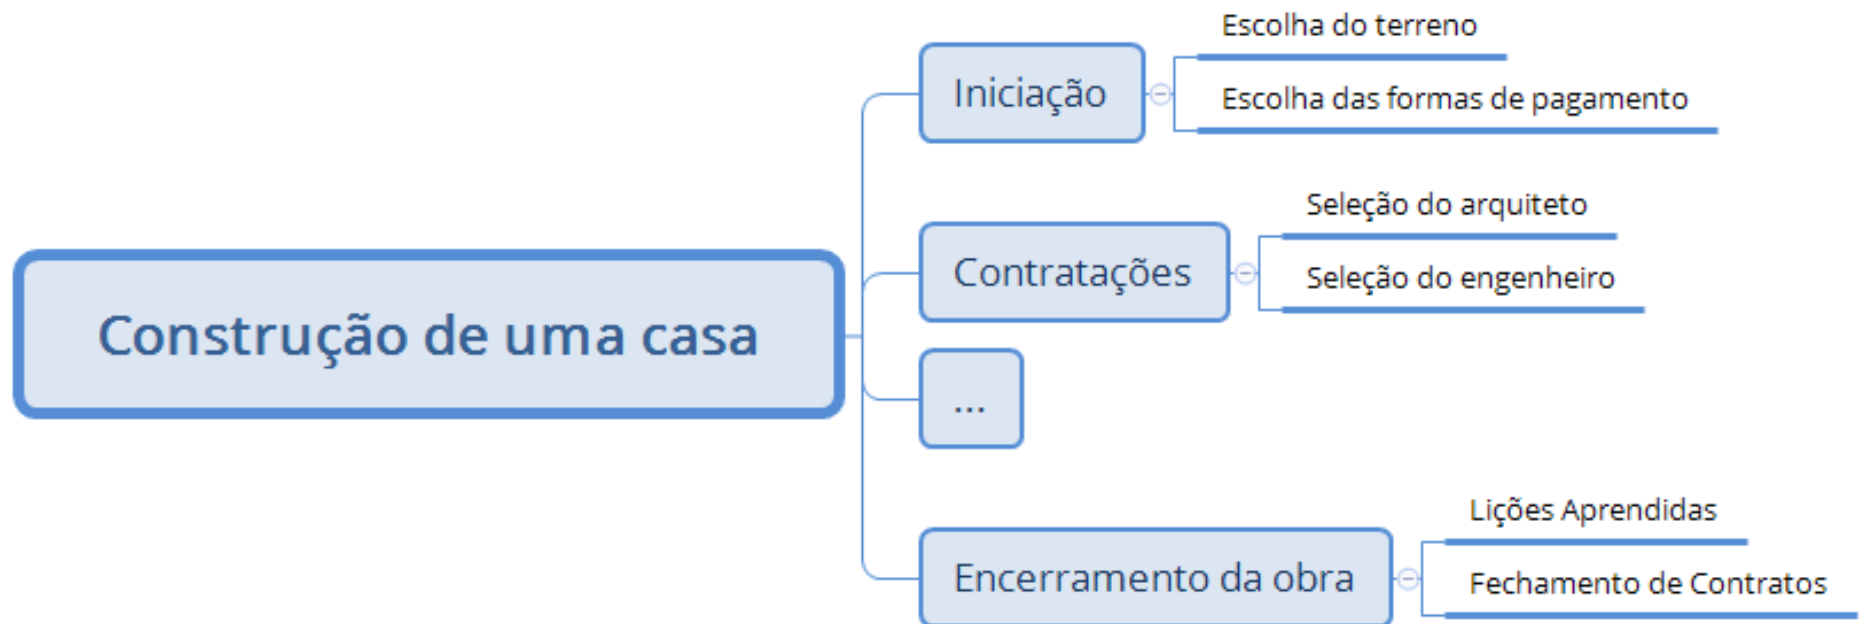 Construção de uma casa
Iniciação
Escolha do terreno
Escolha das formas de pagamento
Contratações
Seleção do arquiteto
Seleção do engenheiro
...
Encerramento da obra
Lições Aprendidas
Fechamento de Contratos